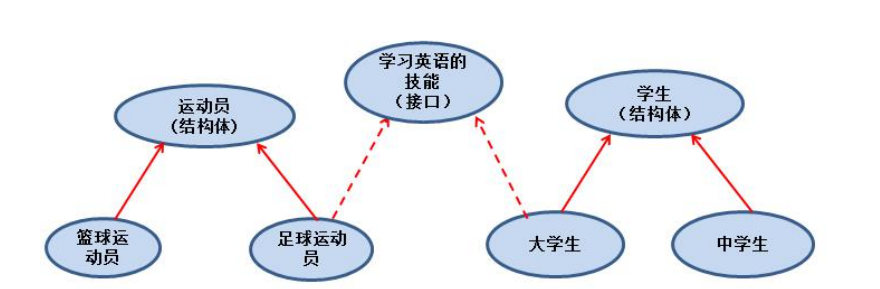 学习英语的
技能
（接口）
运动员
(结构体)
学生
（结构体）
篮球运
动员
足球运动
员
大学生
中学生